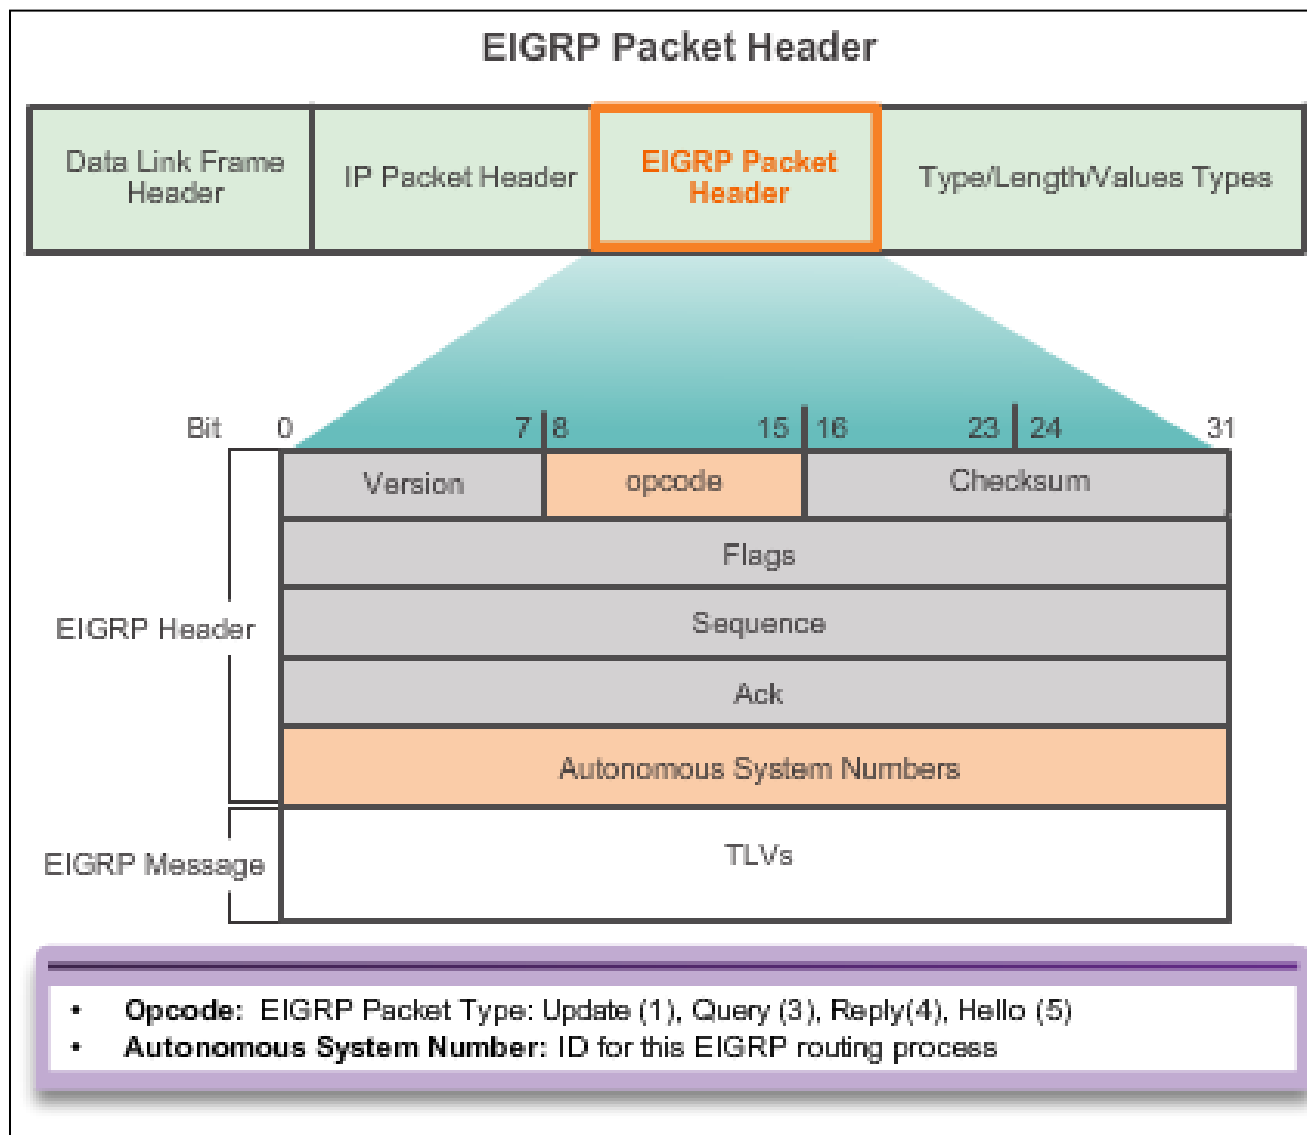 EIGRP Packet Header
Data Link Frame
Header
IP Packet Header
EIGRP Packet
Header
Type/Length/Values Types
Bit 0 7 8 15 16 23 24 31
Version opcode Checksum
Flags
Sequence
EIGRP Header
Ack
Autonomous System Numbers
EIGRP Message
TLVs
• Opcode: EIGRP Packet Type: Update (1), Query (3), Reply(4), Hello (5)
• Autonomous System Number: ID for this EIGRP routing process